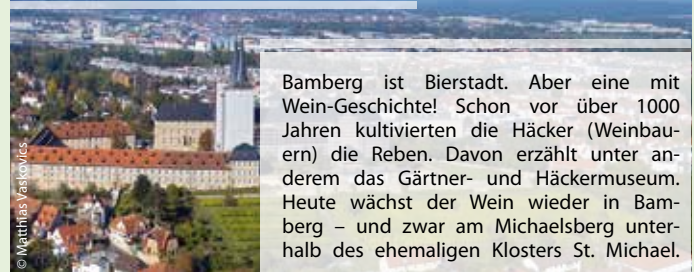 Bamberg ist Bierstadt. Aber eine mit
Wein-Geschichte! Schon vor über 1000
Jahren kultivierten die Häcker (Weinbau-
ern) die Reben. Davon erzählt unter an-
derem das Gärtner- und Häckermuseum.
Heute wächst der Wein wieder in Bam-
berg – und zwar am Michaelsberg unter-
halb des ehemaligen Klosters St. Michael.
© Matthias Vaskovics